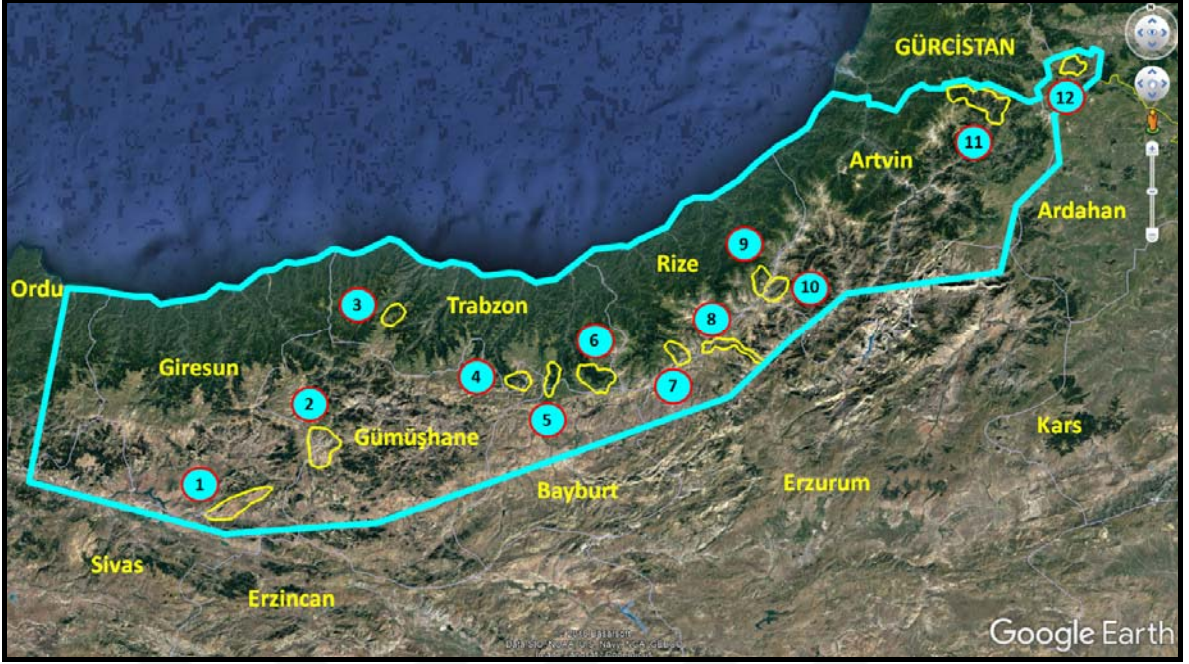 GÜRCİSTAN
12
11
Artvin
Ardahan
9
Rize
10
Ordu
3
Trabzon
8
6
Giresun
4
7
2
5
Kars
Gümüşhane
1
Bayburt
Erzurum
Sivas
Erzincan
Google Earth